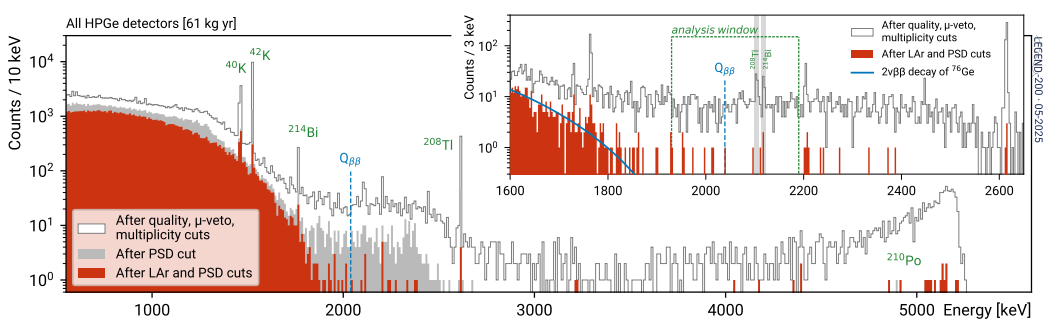 All HPGe detectors [61 kg yr]
Counts / 10 keV
10⁴
10³
10²
10¹
10⁰
⁴⁰K
⁴²K
²¹⁴Bi
Qββ
²⁰⁸Tl
²¹⁰Po
After quality, μ-veto,
multiplicity cuts
After PSD cut
After LAr and PSD cuts
1000
2000
3000
4000
5000
Energy [keV]
Counts / 3 keV
10²
10¹
10⁰
analysis window
Qββ
²⁰⁸Tl
²¹⁴Bi
After quality, μ-veto,
multiplicity cuts
After LAr and PSD cuts
2νββ decay of ⁷⁶Ge
1600
1800
2000
2200
2400
2600
LEGEND-200 · 05-2025